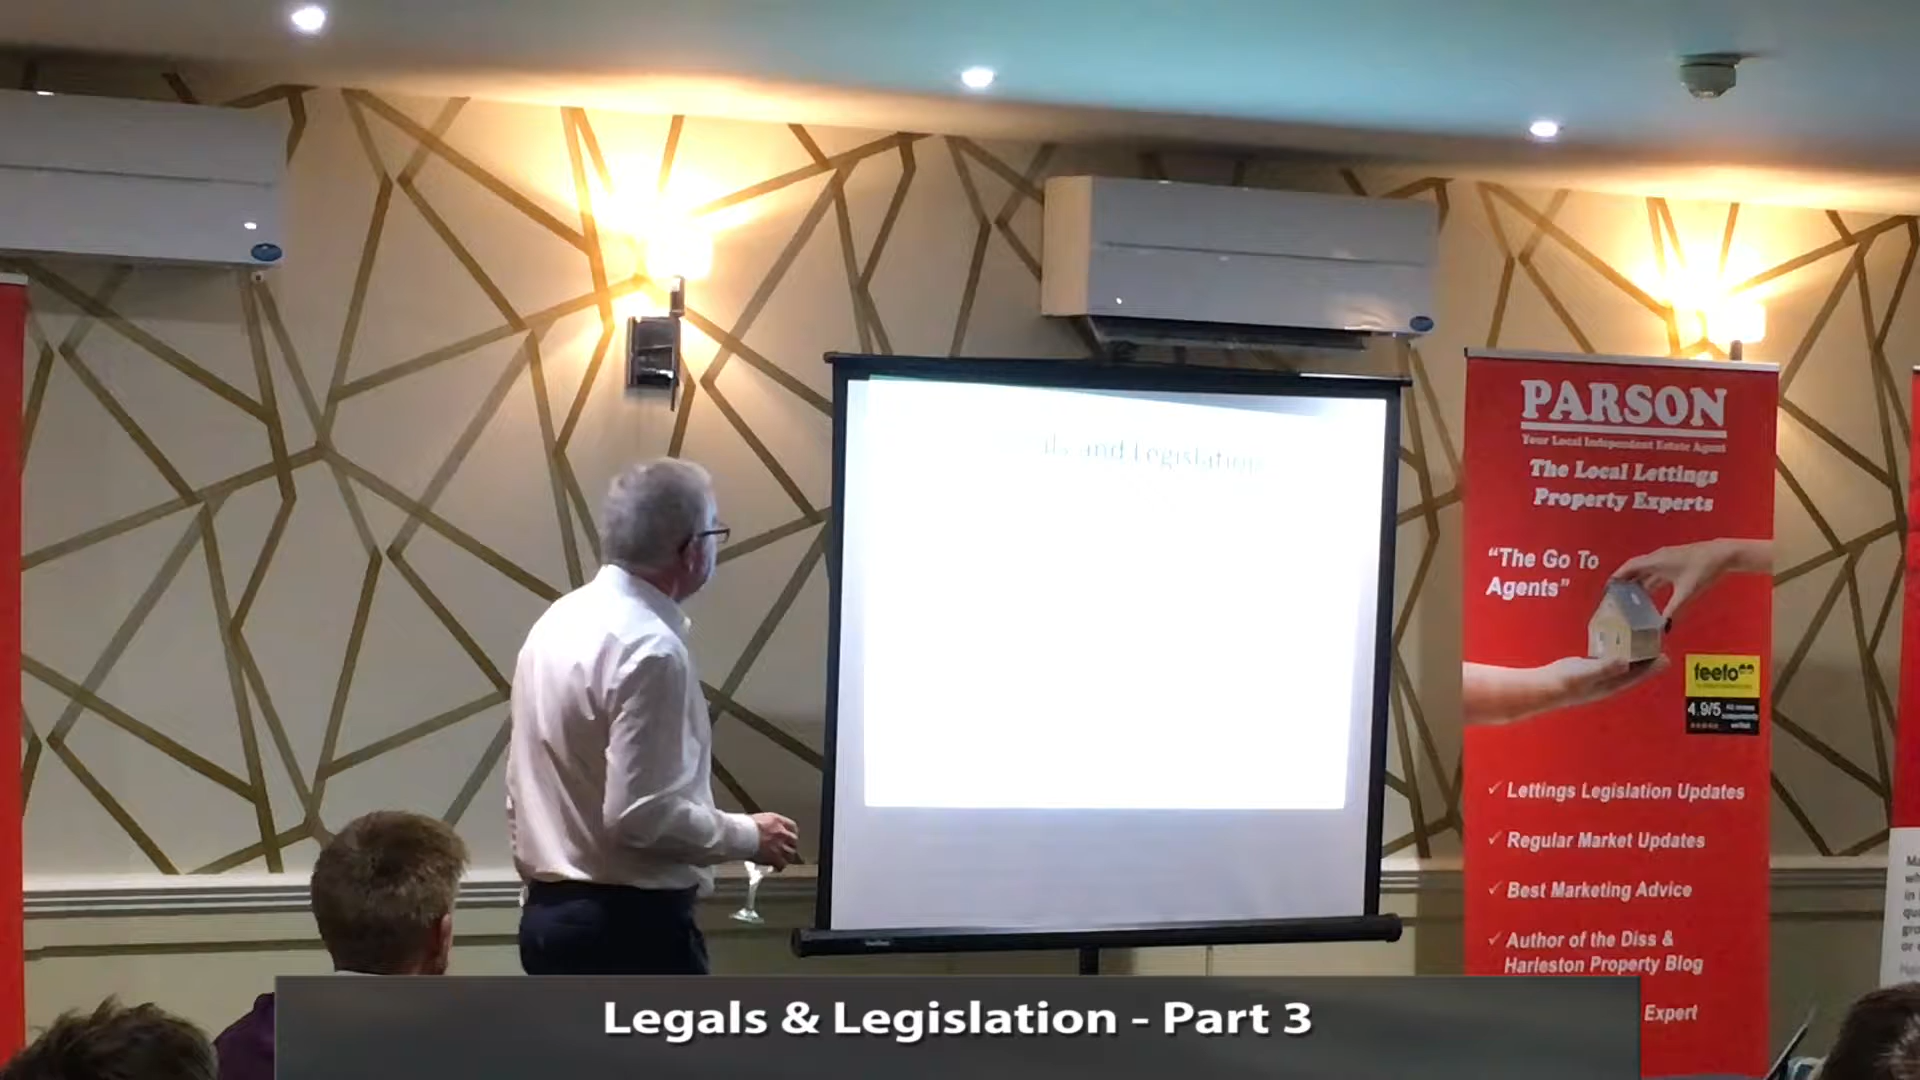 and Legislation
PARSON
Your Local Independent Estate Agent
The Local Lettings
Property Experts
“The Go To
Agents”
feefo
4.9/5
✓ Lettings Legislation Updates
✓ Regular Market Updates
✓ Best Marketing Advice
✓ Author of the Diss &
Harleston Property Blog
Expert
Legals & Legislation - Part 3